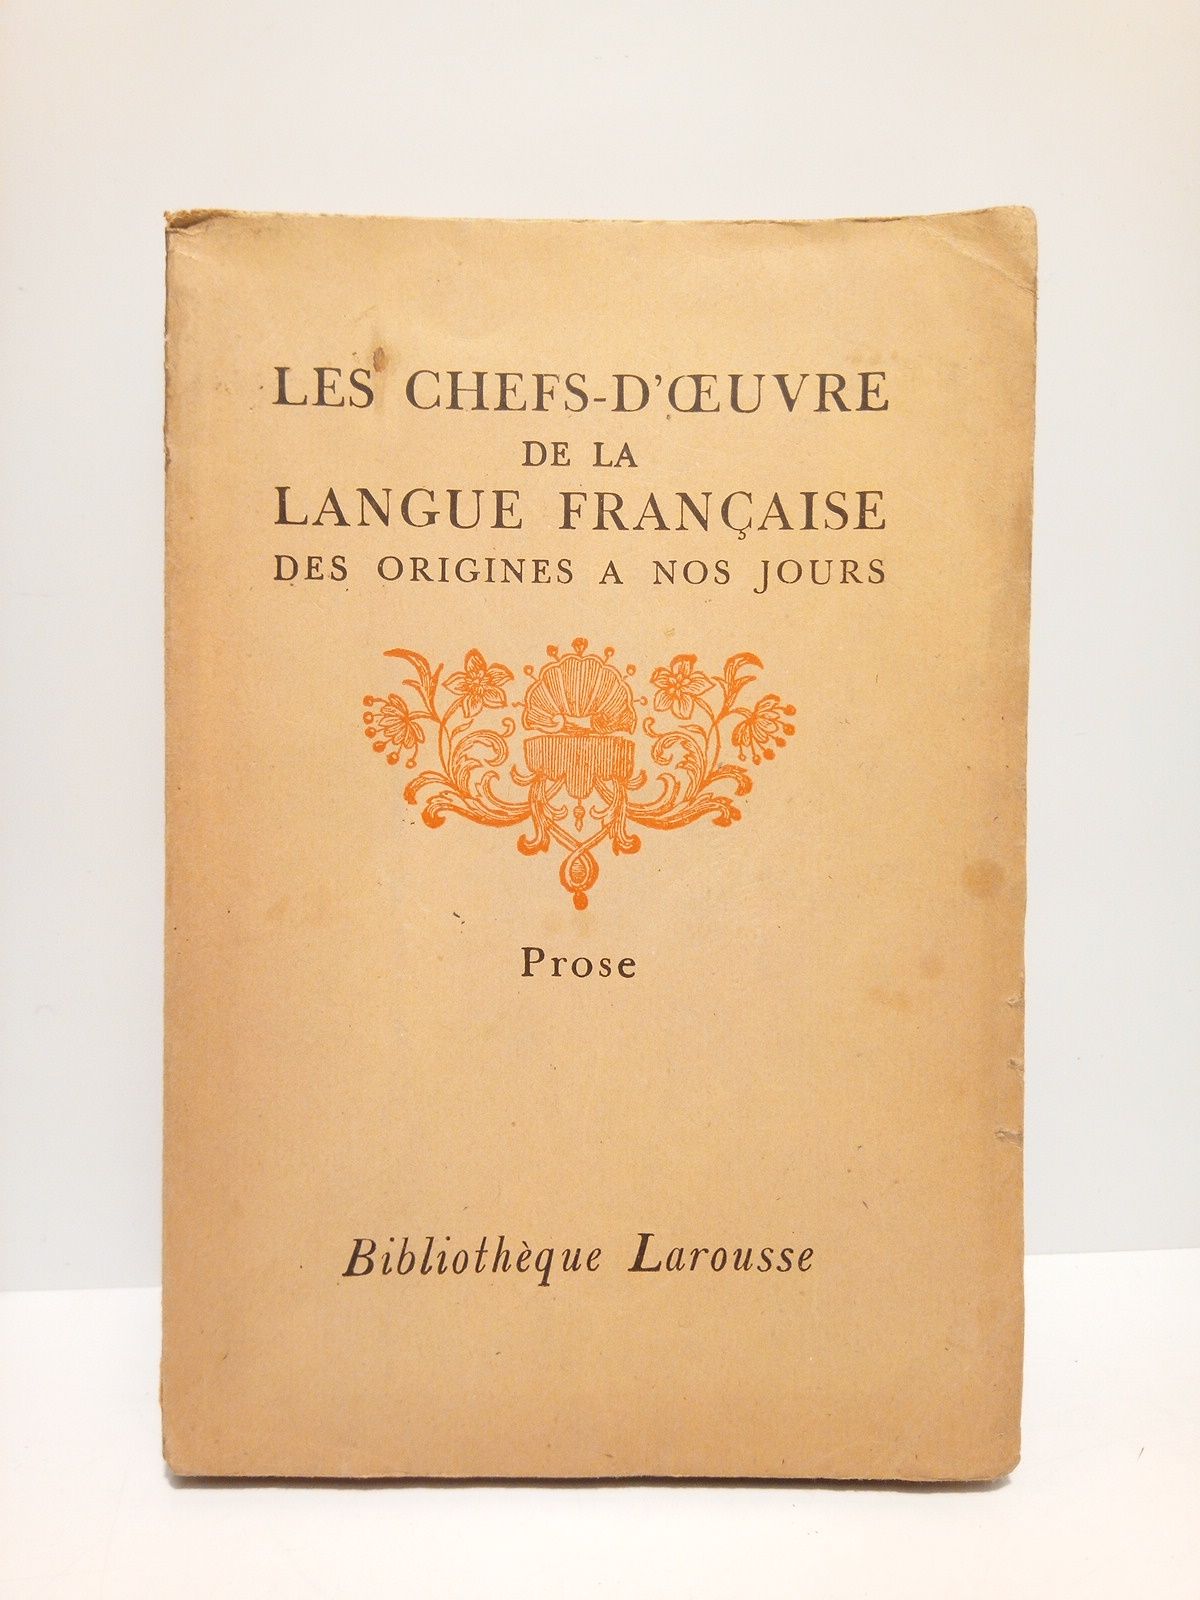 LES CHEFS-D'ŒUVRE
DE LA
LANGUE FRANÇAISE
DES ORIGINES A NOS JOURS
Prose
Bibliothèque Larousse